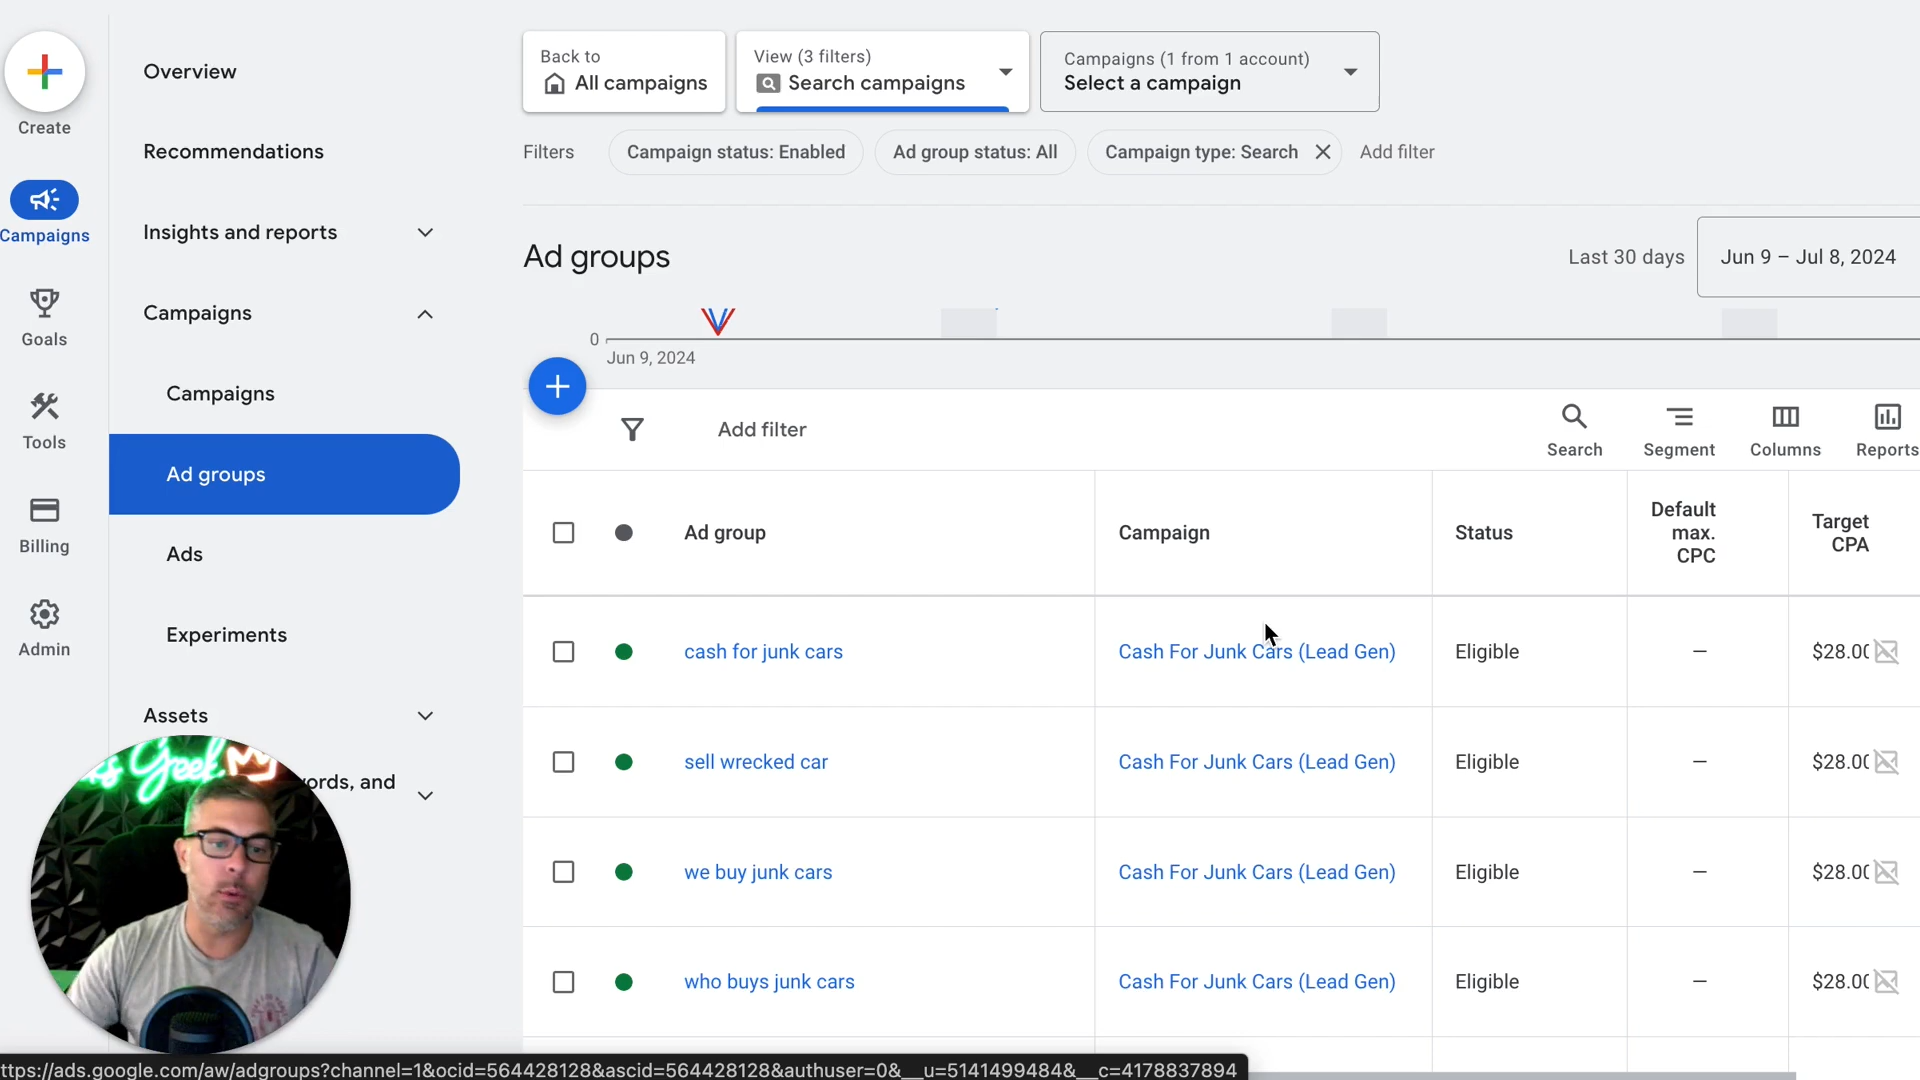 Create
Campaigns
Goals
Tools
Billing
Admin
Overview
Recommendations
Insights and reports
Campaigns
Campaigns
Ad groups
Ads
Experiments
Assets
ords, and
Geek
Back to
All campaigns
View (3 filters)
Search campaigns
Campaigns (1 from 1 account)
Select a campaign
Filters
Campaign status: Enabled
Ad group status: All
Campaign type: Search
Add filter
Ad groups
Last 30 days
Jun 9 – Jul 8, 2024
0
Jun 9, 2024
Add filter
Search
Segment
Columns
Reports
Ad group
Campaign
Status
Default
max.
CPC
Target
CPA
cash for junk cars
Cash For Junk Cars (Lead Gen)
Eligible
—
$28.00
sell wrecked car
Cash For Junk Cars (Lead Gen)
Eligible
—
$28.00
we buy junk cars
Cash For Junk Cars (Lead Gen)
Eligible
—
$28.00
who buys junk cars
Cash For Junk Cars (Lead Gen)
Eligible
—
$28.00
ttps://ads.google.com/aw/adgroups?channel=1&ocid=564428128&ascid=564428128&authuser=0&__u=5141499484&__c=4178837894